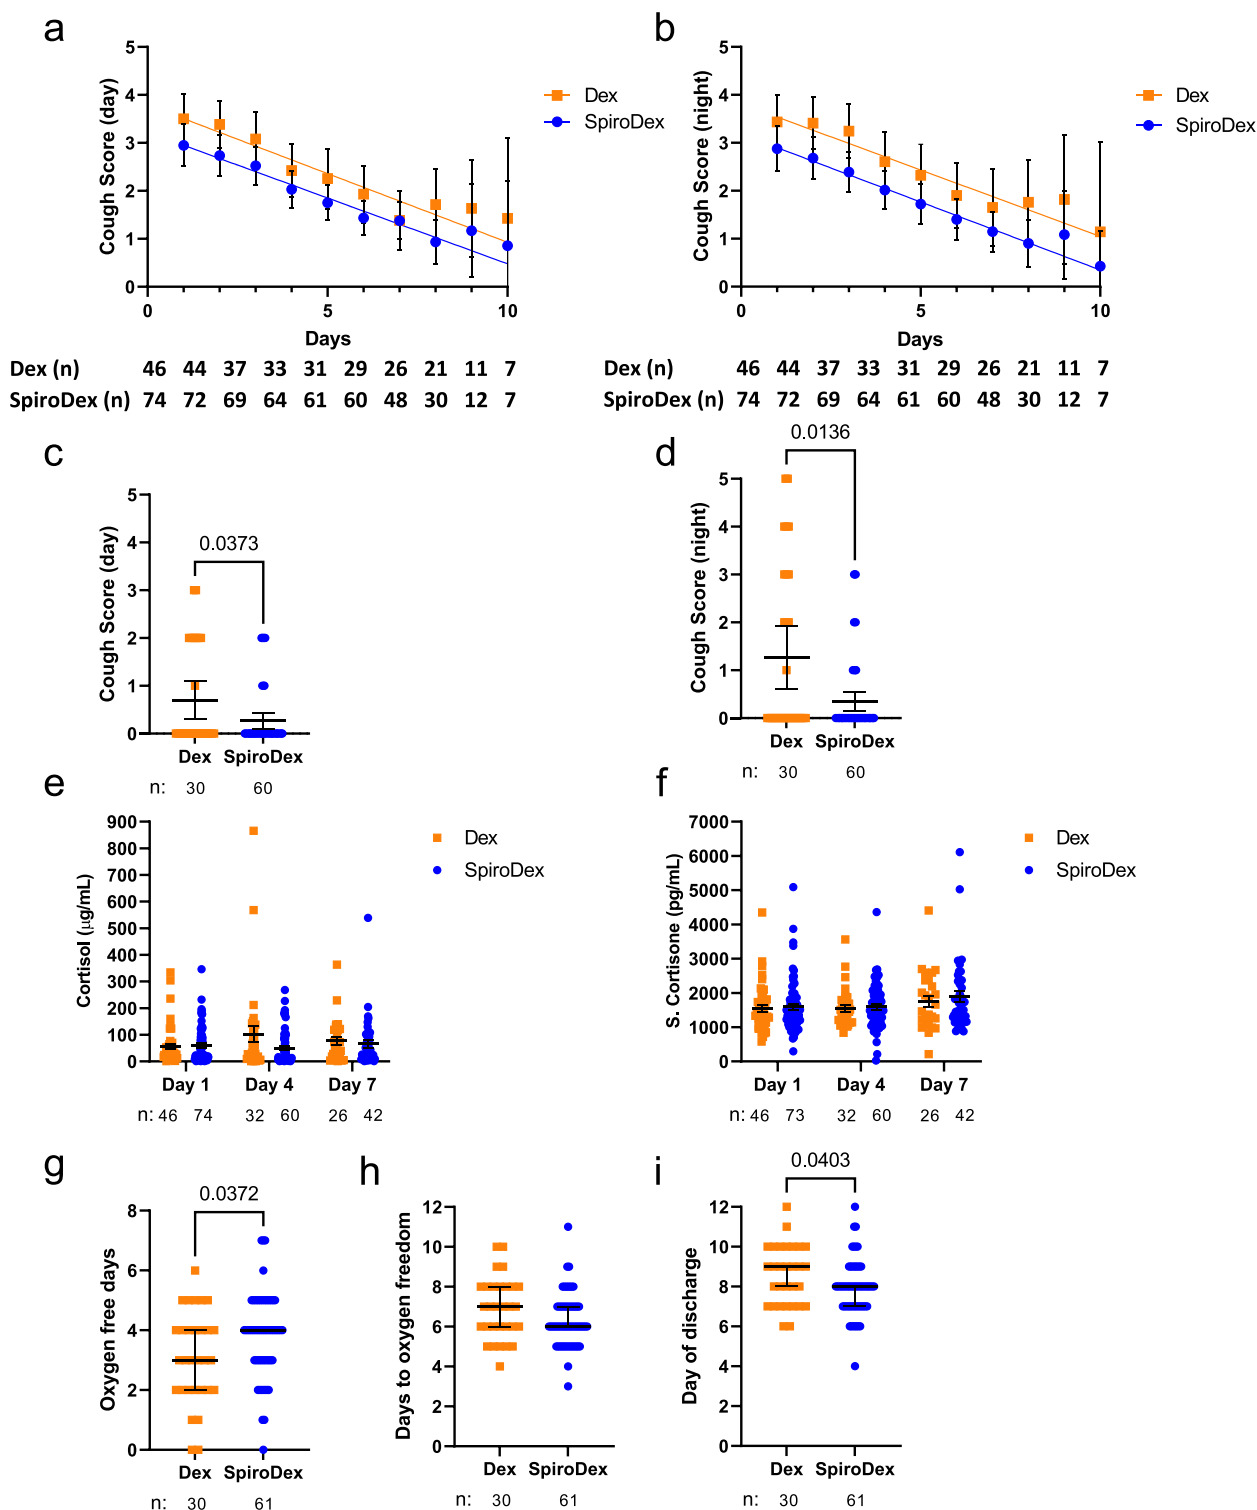 a
5
4
3
2
1
0
0 5 10
Cough Score (day)
Days
Dex
SpiroDex
Dex (n) 46 44 37 33 31 29 26 21 11 7
SpiroDex (n) 74 72 69 64 61 60 48 30 12 7
b
5
4
3
2
1
0
0 5 10
Cough Score (night)
Days
Dex
SpiroDex
Dex (n) 46 44 37 33 31 29 26 21 11 7
SpiroDex (n) 74 72 69 64 61 60 48 30 12 7
c
5
4
3
2
1
0
Cough Score (day)
0.0373
Dex SpiroDex
n: 30 60
d
5
4
3
2
1
0
Cough Score (night)
0.0136
Dex SpiroDex
n: 30 60
e
900
800
700
600
500
400
300
200
100
0
Cortisol (µg/mL)
Dex
SpiroDex
Day 1 Day 4 Day 7
n: 46 74 32 60 26 42
f
7000
6000
5000
4000
3000
2000
1000
0
S. Cortisone (pg/mL)
Dex
SpiroDex
Day 1 Day 4 Day 7
n: 46 73 32 60 26 42
g
8
6
4
2
0
Oxygen free days
0.0372
Dex SpiroDex
n: 30 61
h
12
10
8
6
4
2
0
Days to oxygen freedom
Dex SpiroDex
n: 30 61
i
12
10
8
6
4
2
0
Day of discharge
0.0403
Dex SpiroDex
n: 30 61